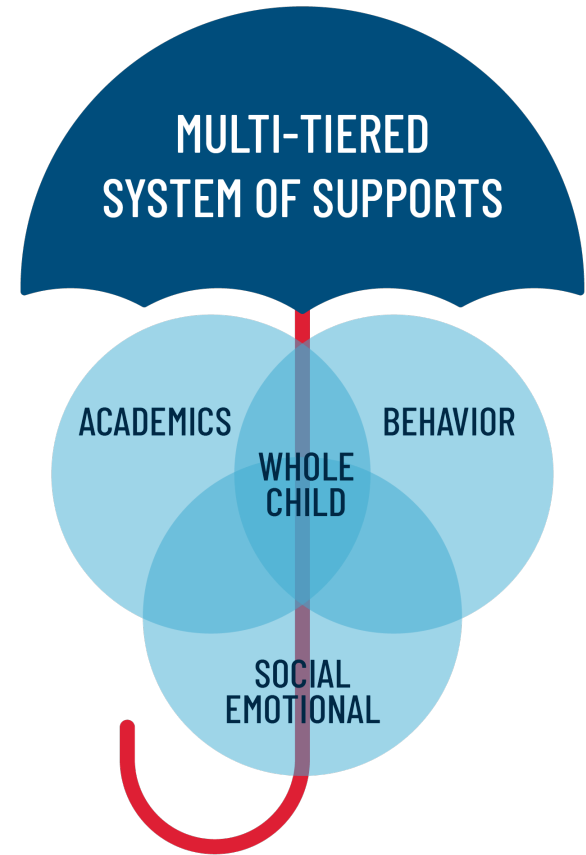 MULTI-TIERED
SYSTEM OF SUPPORTS
ACADEMICS
BEHAVIOR
WHOLE
CHILD
SOCIAL
EMOTIONAL